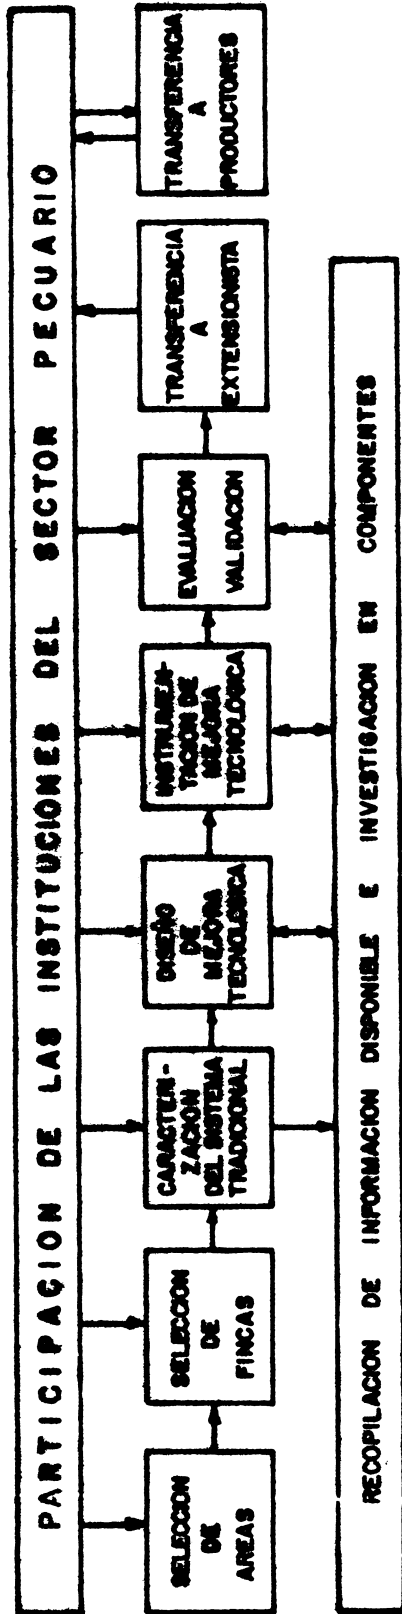 PARTICIPACION DE LAS INSTITUCIONES DEL SECTOR PECUARIO
SELECCION
DE
AREAS
SELECCION
DE
FINCAS
CARACTERI-
ZACION
DEL SISTEMA
TRADICIONAL
DISEÑO
DE
MEJORA
TECNOLOGICA
INSTRUMEN-
TACION DE
MEJORA
TECNOLOGICA
EVALUACION
VALIDACION
TRANSFERENCIA
A
EXTENSIONISTA
TRANSFERENCIA
A
PRODUCTORES
RECOPILACION DE INFORMACION DISPONIBLE E INVESTIGACION EN COMPONENTES